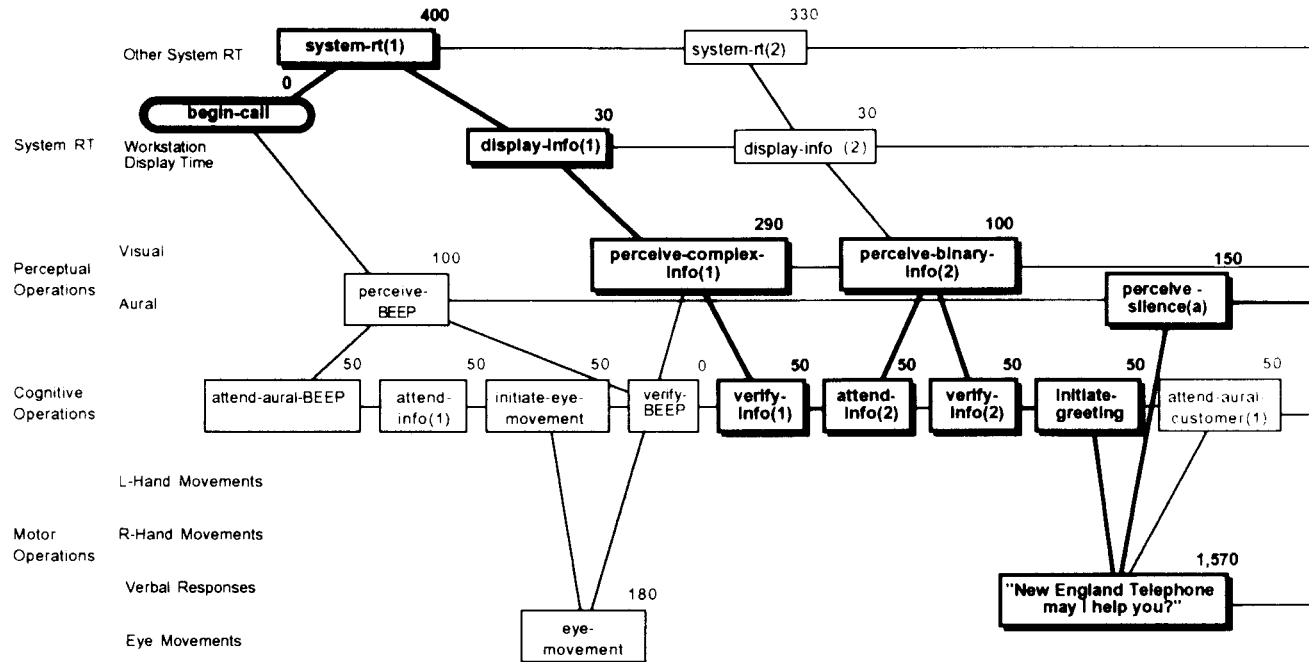 400
330
Other System RT
system-rt(1)
system-rt(2)
0
begin-call
30
30
System RT
Workstation
Display Time
display-info(1)
display-info (2)
290
100
Visual
perceive-complex-
info(1)
perceive-binary-
info(2)
Perceptual
Operations
100
150
Aural
perceive-
BEEP
perceive -
silence(a)
50
50
50
0
50
50
50
50
50
Cognitive
Operations
attend-aural-BEEP
attend-
info(1)
initiate-eye-
movement
verify-
BEEP
verify-
info(1)
attend-
info(2)
verify-
info(2)
initiate-
greeting
attend-aural-
customer(1)
L-Hand Movements
Motor
Operations
R-Hand Movements
Verbal Responses
1,570
"New England Telephone
may I help you?"
180
eye-
movement
Eye Movements